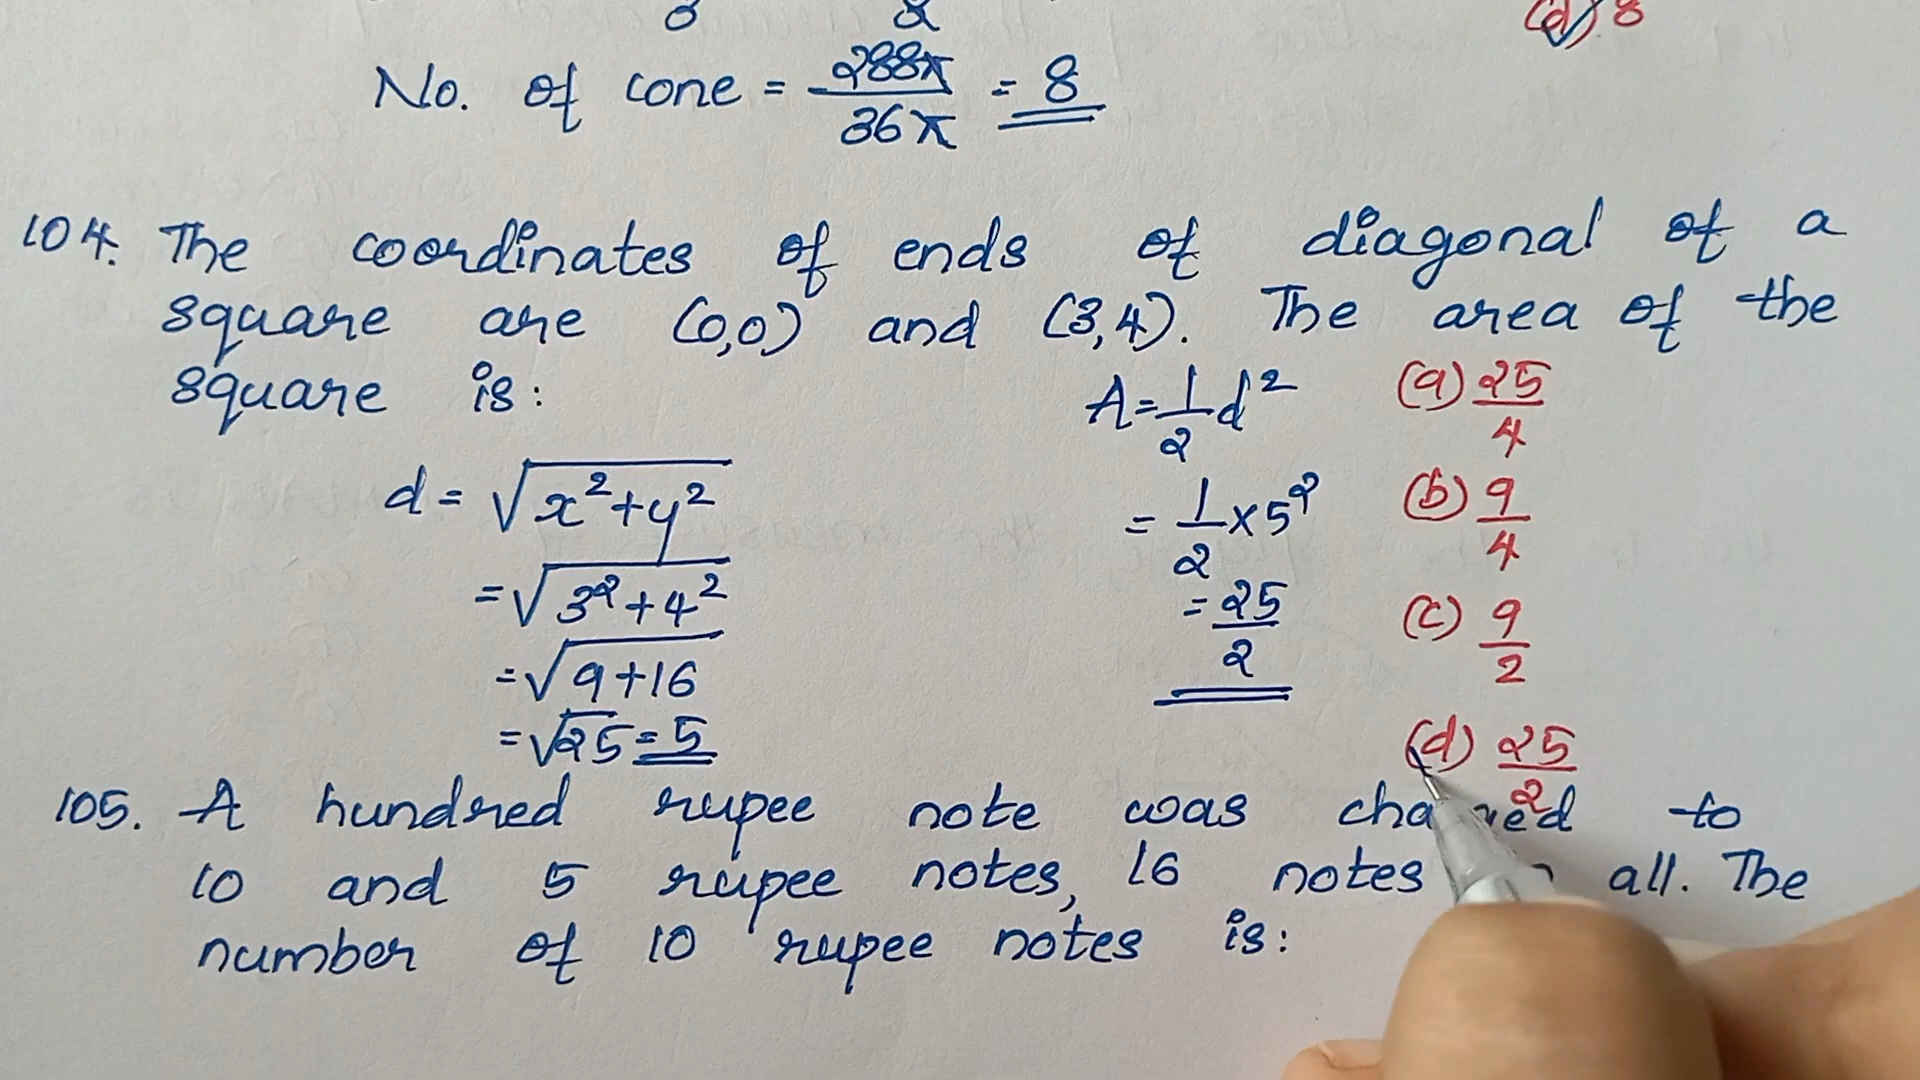 (d) 8
No. of cone = 288π/36π = 8
104. The coordinates of ends of diagonal of a
square are (0,0) and (3,4). The area of the
square is:
d = √x²+y²
= √3²+4²
= √9+16
= √25 = 5
A = 1/2 d²
= 1/2 × 5²
= 25/2
(a) 25/4
(b) 9/4
(c) 9/2
(d) 25/2
105. A hundred rupee note was to
10 and 5 rupee notes, 16 notes all. The
number of 10 rupee notes is: